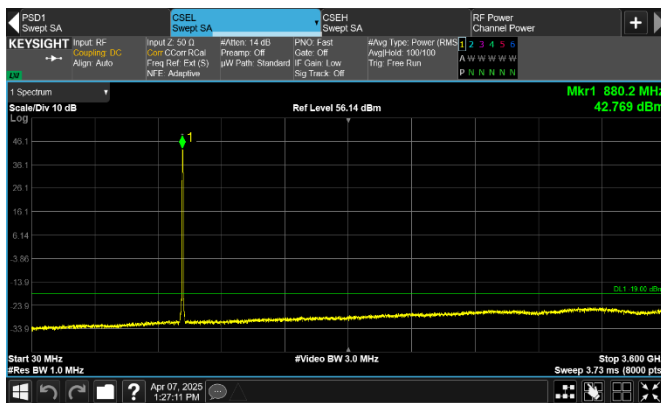 PSD1
Swept SA
CSEL
Swept SA
CSEH
Swept SA
RF Power
Channel Power
KEYSIGHT
Input: RF
Coupling: DC
Align: Auto
Input Z: 50 Ω
Corr CCorr RCal
Freq Ref: Ext (S)
NFE: Adaptive
#Atten: 14 dB
Preamp: Off
µW Path: Standard
PNO: Fast
Gate: Off
IF Gain: Low
Sig Track: Off
#Avg Type: Power (RMS
Avg|Hold: 100/100
Trig: Free Run
1 2 3 4 5 6
A W W W W W
P N N N N N
LXI
1 Spectrum
Scale/Div 10 dB
Log
Ref Level 56.14 dBm
Mkr1 880.2 MHz
42.769 dBm
1
46.1
36.1
26.1
16.1
6.14
-3.86
-13.9
-23.9
-33.9
Start 30 MHz
#Res BW 1.0 MHz
#Video BW 3.0 MHz
Stop 3.600 GH
Sweep 3.73 ms (8000 pts
Apr 07, 2025
1:27:11 PM